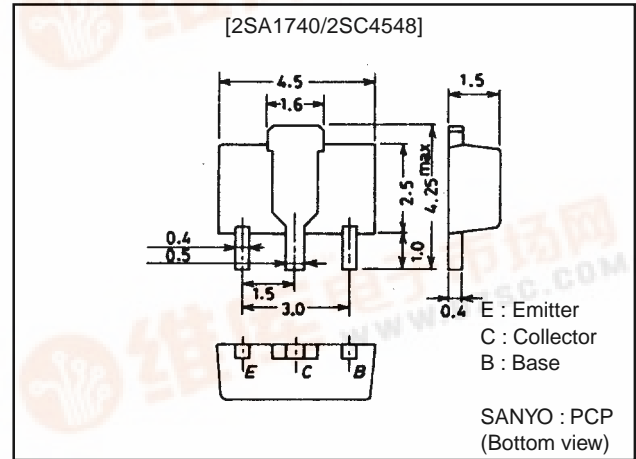 [2SA1740/2SC4548]
4.5
1.6
1.5
2.5
4.25max
0.4
0.5
1.0
1.5
3.0
0.4
E : Emitter
C : Collector
B : Base
E C B
SANYO : PCP
(Bottom view)